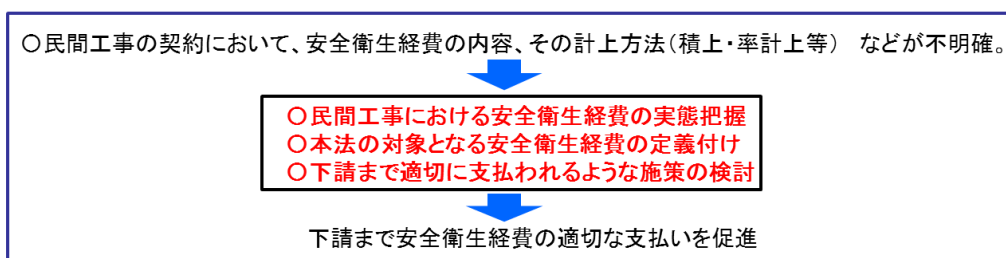 ○民間工事の契約において、安全衛生経費の内容、その計上方法（積上・率計上等）　などが不明確。
○民間工事における安全衛生経費の実態把握
○本法の対象となる安全衛生経費の定義付け
○下請まで適切に支払われるような施策の検討
下請まで安全衛生経費の適切な支払いを促進